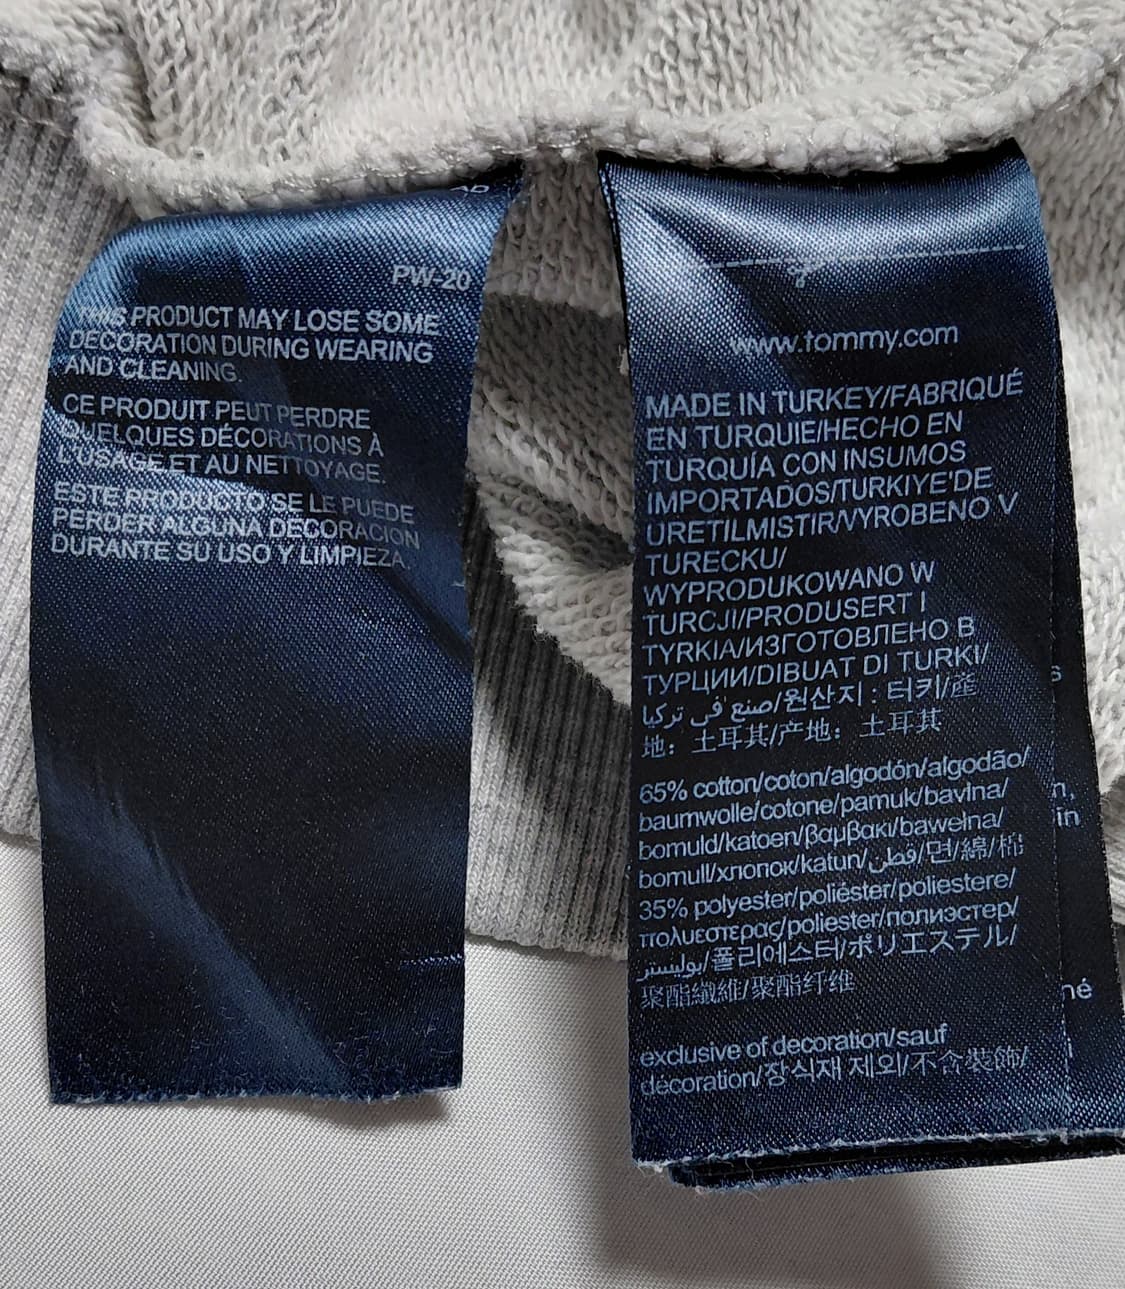 AD
PW-20
THIS PRODUCT MAY LOSE SOME
DECORATION DURING WEARING
AND CLEANING.
CE PRODUIT PEUT PERDRE
QUELQUES DÉCORATIONS À
L'USAGE ET AU NETTOYAGE.
ESTE PRODUCTO SE LE PUEDE
PERDER ALGUNA DECORACION
DURANTE SU USO Y LIMPIEZA.
www.tommy.com
MADE IN TURKEY/FABRIQUÉ
EN TURQUIE/HECHO EN
TURQUÍA CON INSUMOS
IMPORTADOS/TURKIYE'DE
URETILMISTIR/VYROBENO V
TURECKU/
WYPRODUKOWANO W
TURCJI/PRODUSERT I
TYRKIA/ИЗГОТОВЛЕНО В
ТУРЦИИ/DIBUAT DI TURKI/
صنع في تركيا/원산지 : 터키/產
地：土耳其/产地：土耳其
65% cotton/coton/algodón/algodão/
baumwolle/cotone/pamuk/bavlna/
bomuld/katoen/βαμβακι/bawełna/
bomull/хлопок/katun/قطن/면/綿/棉
35% polyester/poliéster/poliestere/
πολυεστερας/poliester/полиэстер/
بوليستر/폴리에스터/ポリエステル/
聚酯纖維/聚酯纤维
exclusive of decoration/sauf
décoration/장식재 제외/不含裝飾/
s
n,
in
né